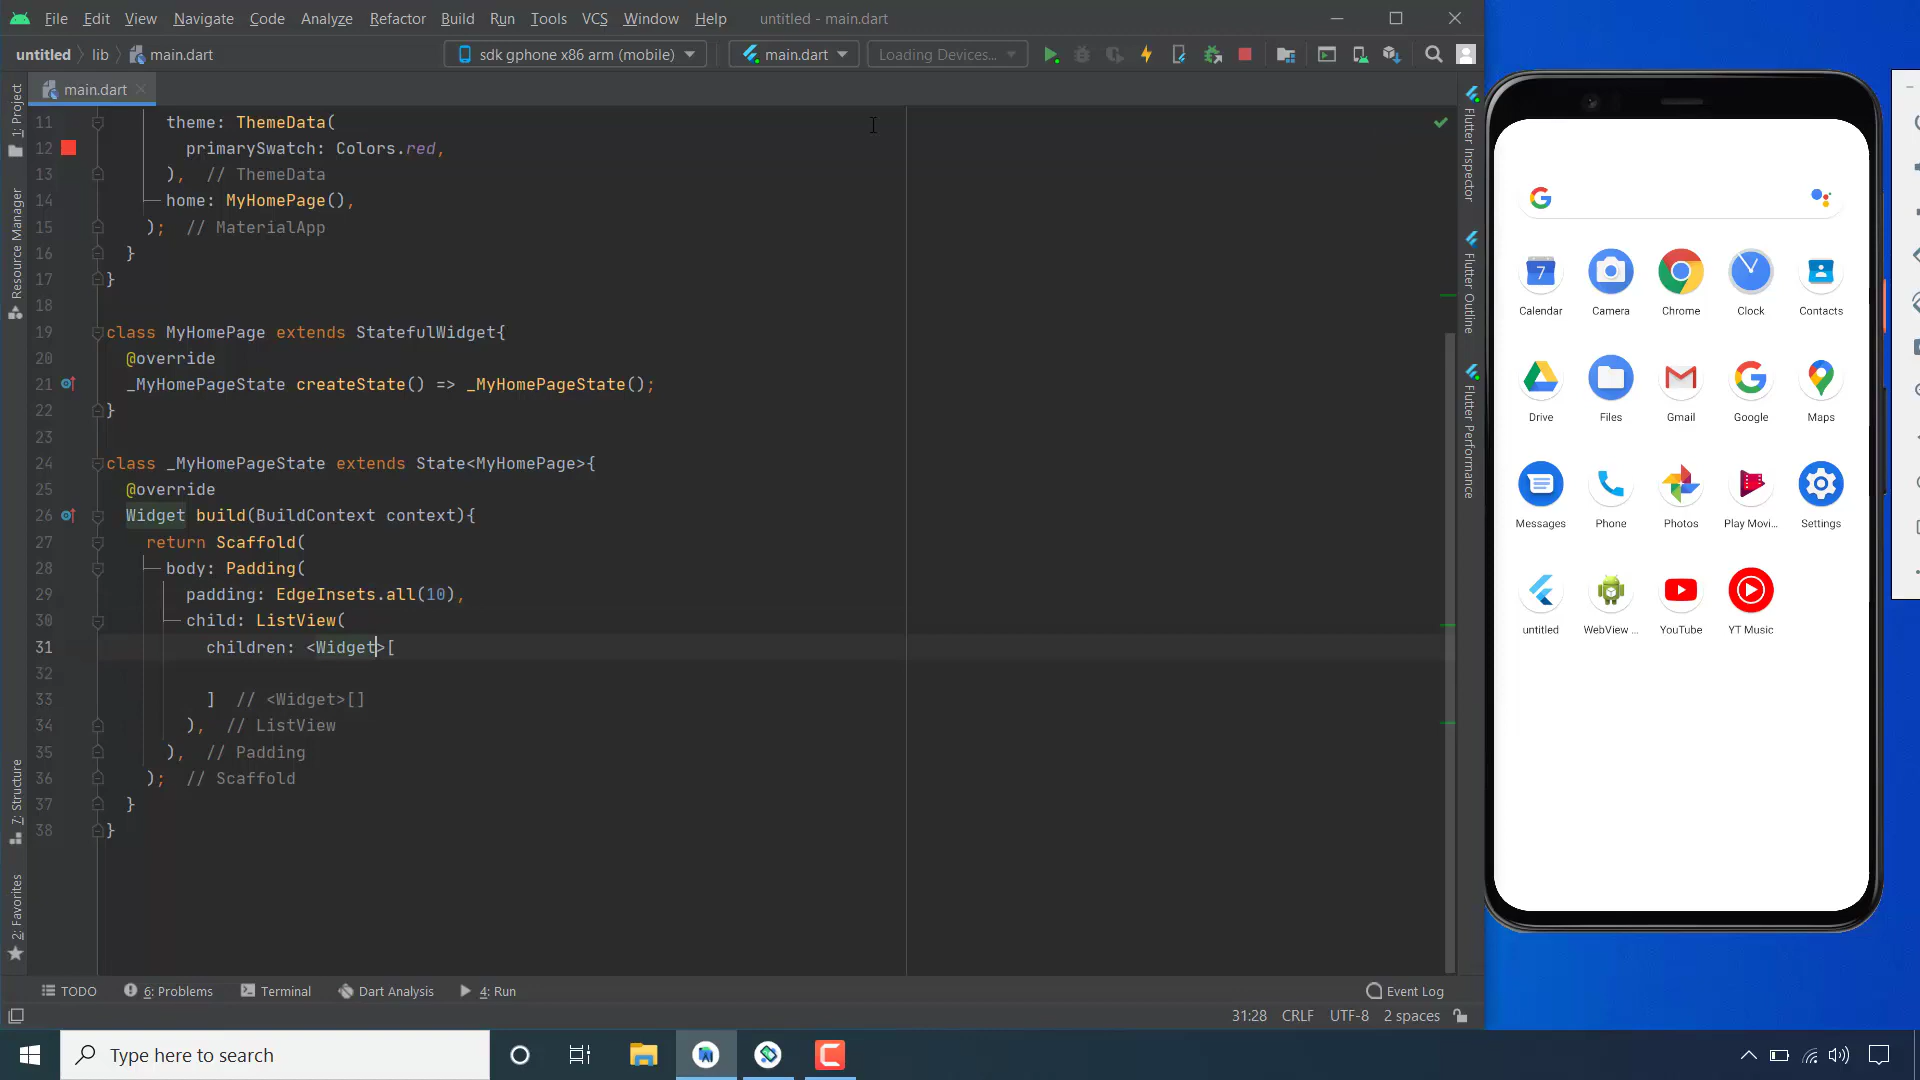 File Edit View Navigate Code Analyze Refactor Build Run Tools VCS Window Help untitled - main.dart
untitled lib main.dart sdk gphone x86 arm (mobile) main.dart Loading Devices...
main.dart
11 theme: ThemeData(
12 primarySwatch: Colors.red,
13 ), // ThemeData
14 home: MyHomePage(),
15 ); // MaterialApp
16 }
17 }
18
19 class MyHomePage extends StatefulWidget{
20 @override
21 _MyHomePageState createState() => _MyHomePageState();
22 }
23
24 class _MyHomePageState extends State<MyHomePage>{
25 @override
26 Widget build(BuildContext context){
27 return Scaffold(
28 body: Padding(
29 padding: EdgeInsets.all(10),
30 child: ListView(
31 children: <Widget>[
32
33 ] // <Widget>[]
34 ), // ListView
35 ), // Padding
36 ); // Scaffold
37 }
38 }
1: Project
Resource Manager
7: Structure
2: Favorites
Flutter Inspector
Flutter Outline
Flutter Performance
TODO 6: Problems Terminal Dart Analysis 4: Run Event Log
31:28 CRLF UTF-8 2 spaces
Type here to search
7
Calendar Camera Chrome Clock Contacts
Drive Files Gmail Google Maps
Messages Phone Photos Play Movi... Settings
untitled WebView ... YouTube YT Music